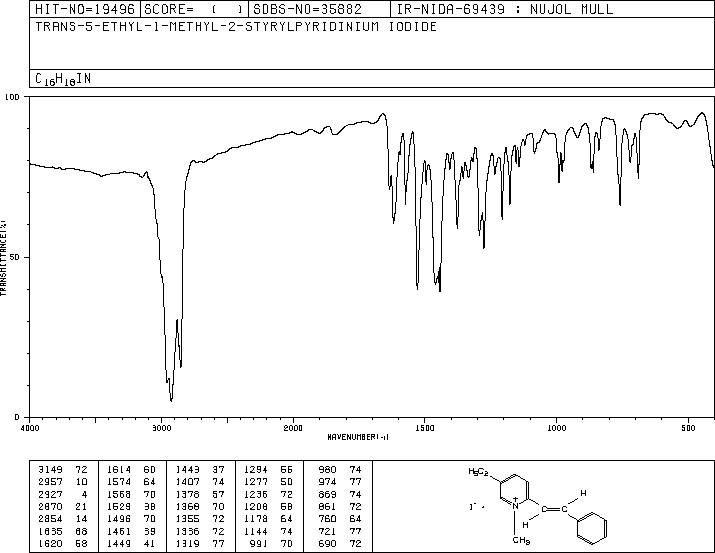 HIT-NO=19496 SCORE= ( ) SDBS-NO=35882 IR-NIDA-69439 : NUJOL MULL
TRANS-5-ETHYL-1-METHYL-2-STYRYLPYRIDINIUM IODIDE
C16H18IN
100
50
0
TRANSMITTANCE(%)
4000 3000 2000 1500 1000 500
WAVENUMBER(-1)
3149 72 1614 60 1443 37 1294 55 980 74
2957 10 1574 64 1407 74 1277 50 974 77
2927 4 1568 70 1378 57 1236 72 869 74
2870 21 1529 38 1368 70 1208 58 861 72
2854 14 1496 70 1355 72 1178 64 760 64
1635 68 1461 39 1336 72 1144 74 721 77
1620 68 1449 41 1319 77 991 70 690 72
H5C2
H
I-
N+
C
C
H
CH3